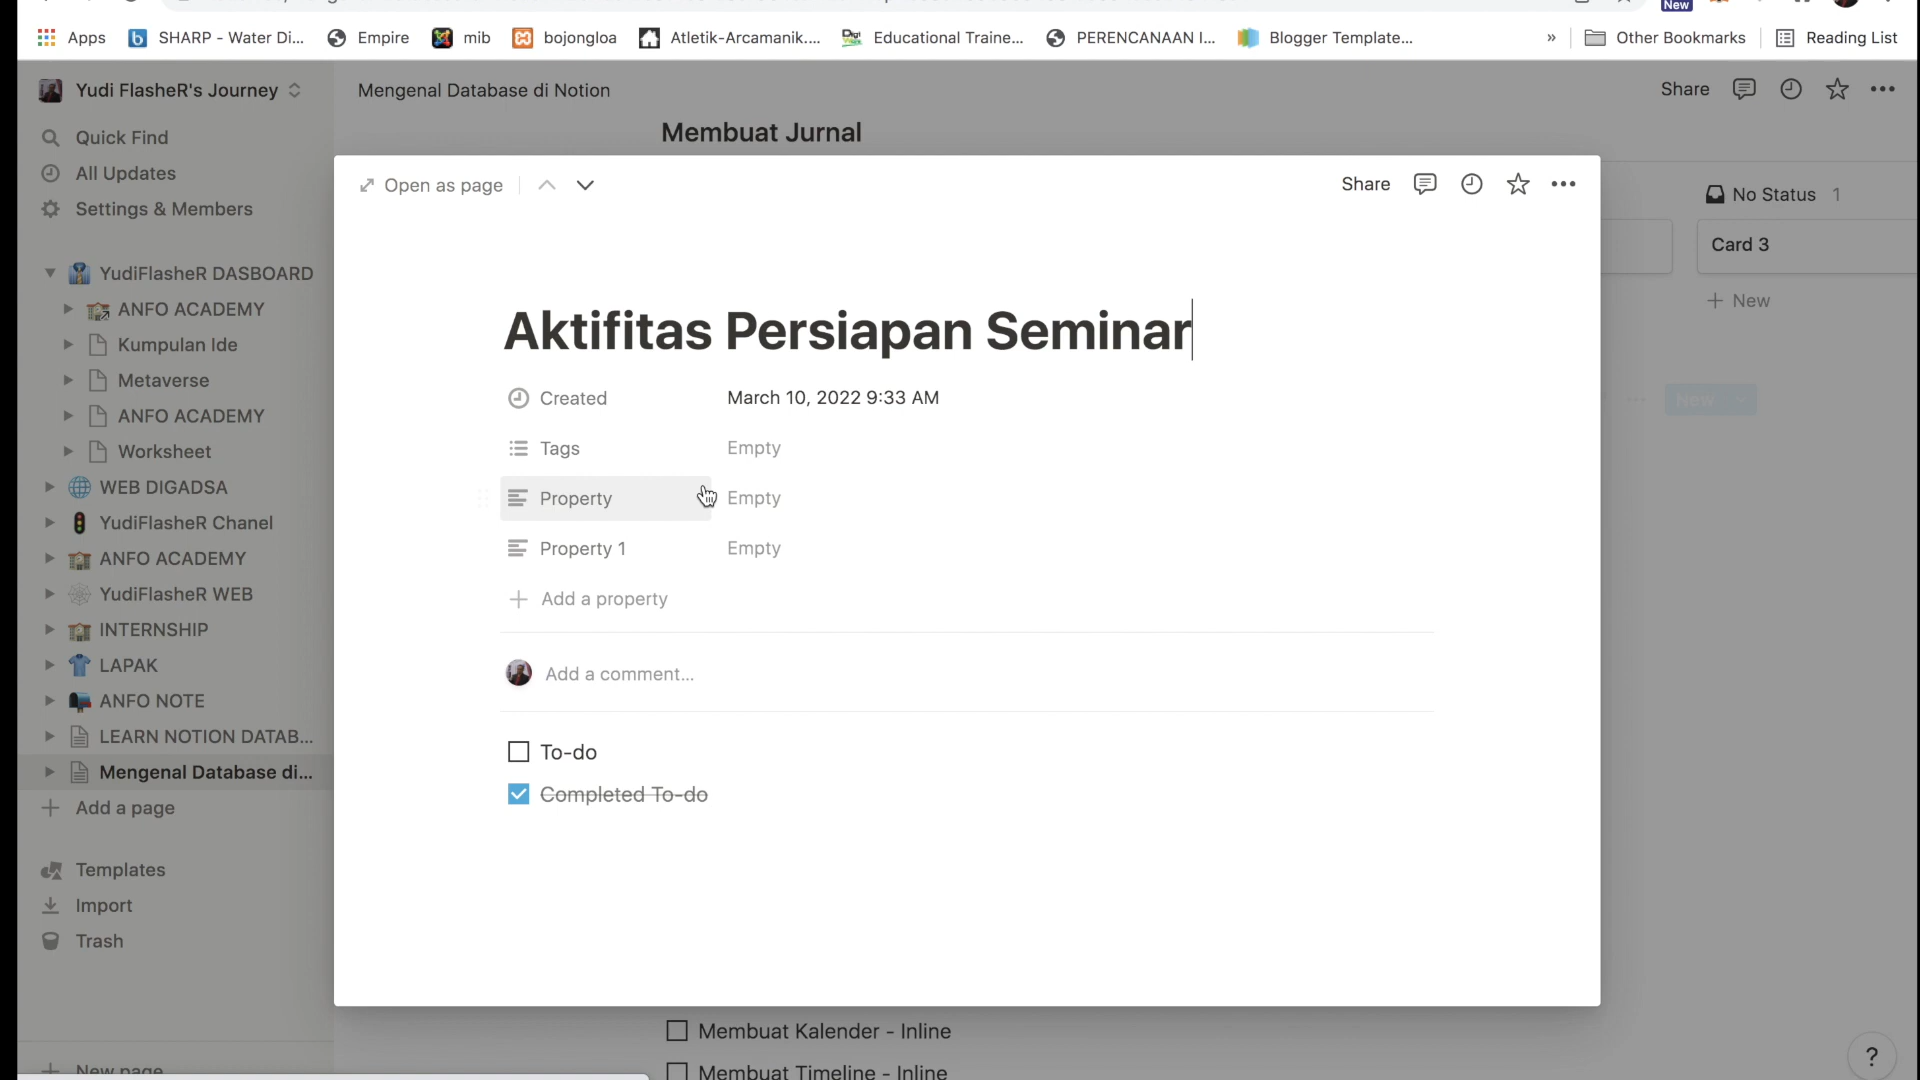 New
Apps
SHARP - Water Di...
Empire
mib
bojongloa
Atletik-Arcamanik....
Educational Traine...
PERENCANAAN I...
Blogger Template...
»
Other Bookmarks
Reading List
Yudi FlasheR's Journey
Mengenal Database di Notion
Share
Membuat Jurnal
Quick Find
All Updates
Settings & Members
YudiFlasheR DASBOARD
ANFO ACADEMY
Kumpulan Ide
Metaverse
ANFO ACADEMY
Worksheet
WEB DIGADSA
YudiFlasheR Chanel
ANFO ACADEMY
YudiFlasheR WEB
INTERNSHIP
LAPAK
ANFO NOTE
LEARN NOTION DATAB...
Mengenal Database di...
Add a page
Templates
Import
Trash
New page
Open as page
Share
Aktifitas Persiapan Seminar
Created March 10, 2022 9:33 AM
Tags Empty
Property Empty
Property 1 Empty
Add a property
Add a comment...
To-do
Completed To-do
No Status 1
Card 3
New
New
Membuat Kalender - Inline
Membuat Timeline - Inline
?